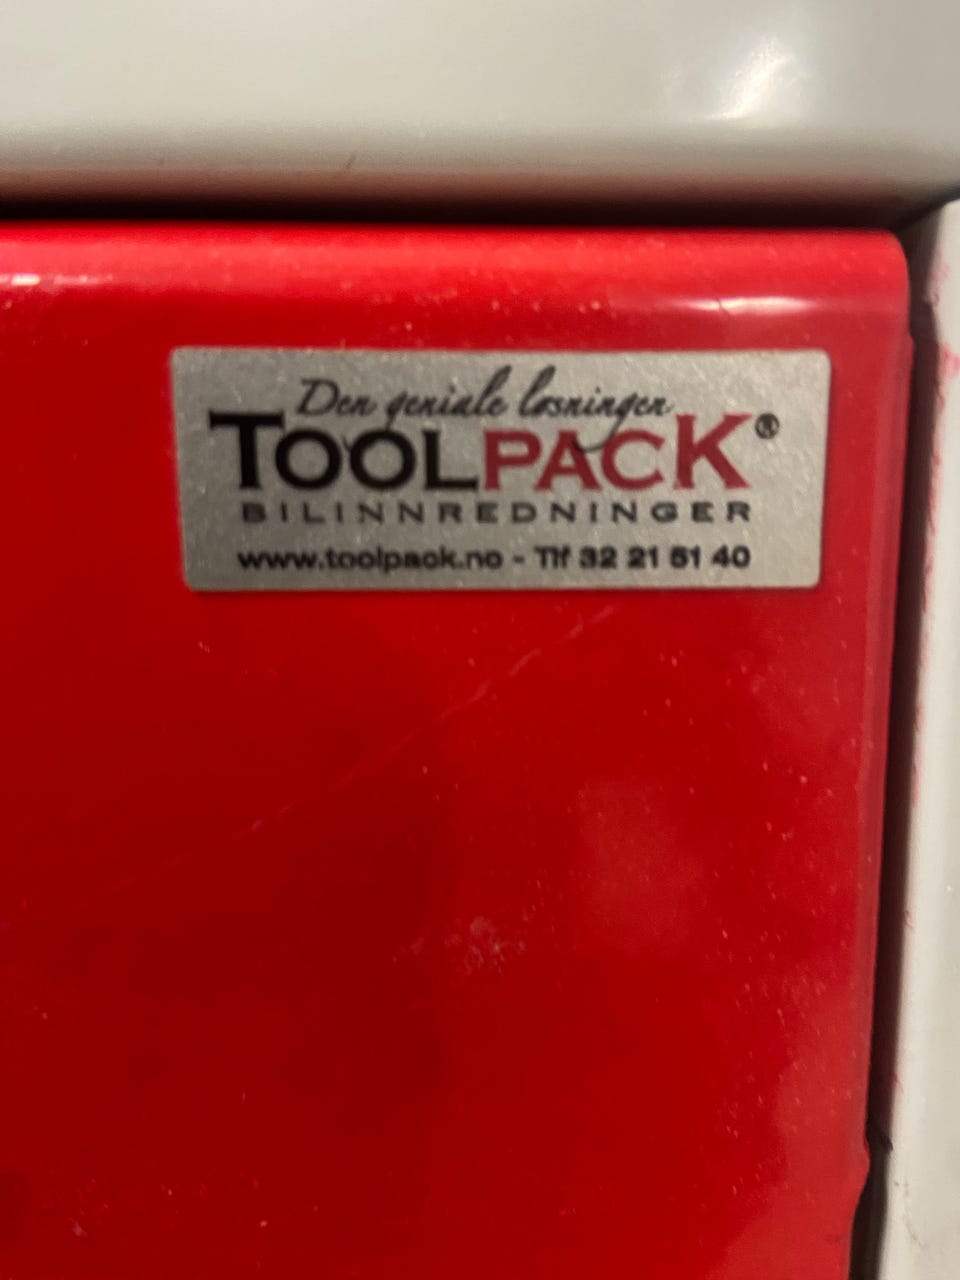 Den geniale løsningen
TOOLPACK®
BILINNREDNINGER
www.toolpack.no - Tlf 32 21 51 40